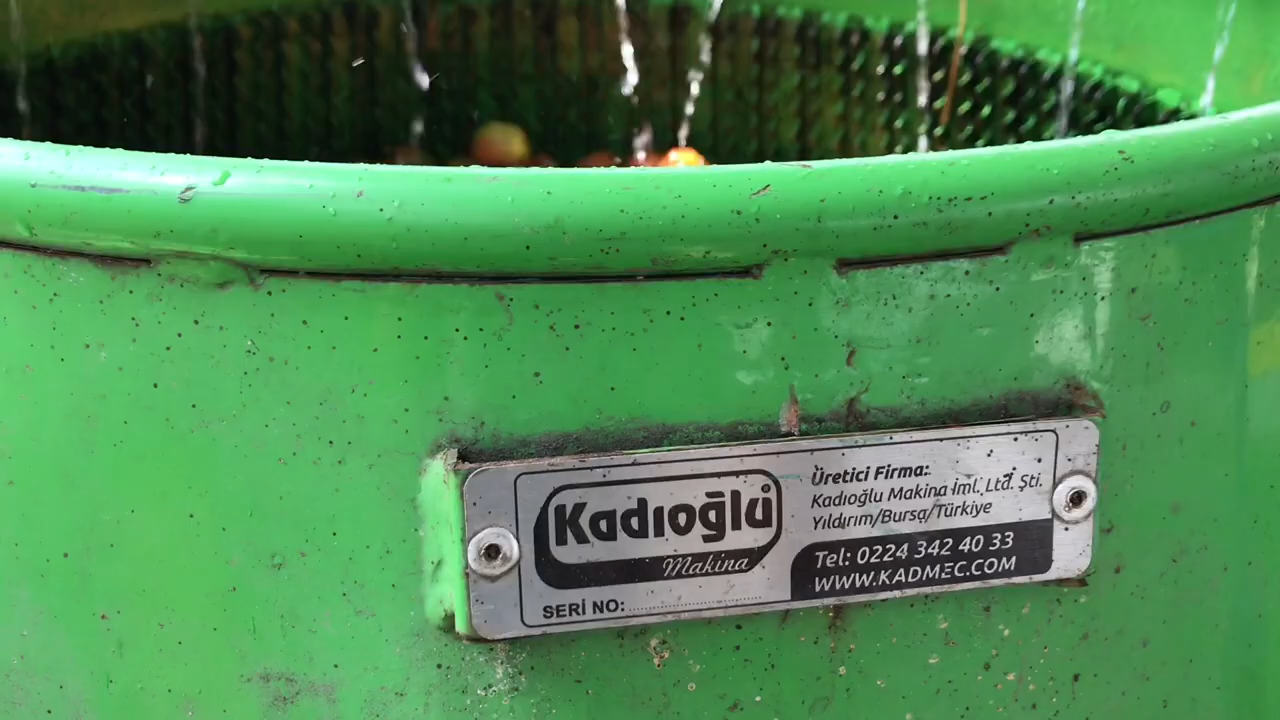 Kadıoğlu®
Makina
SERİ NO:
Üretici Firma:
Kadıoğlu Makina İml. Ltd. Şti.
Yıldırım/Bursa/Türkiye
Tel: 0224 342 40 33
WWW.KADMEC.COM